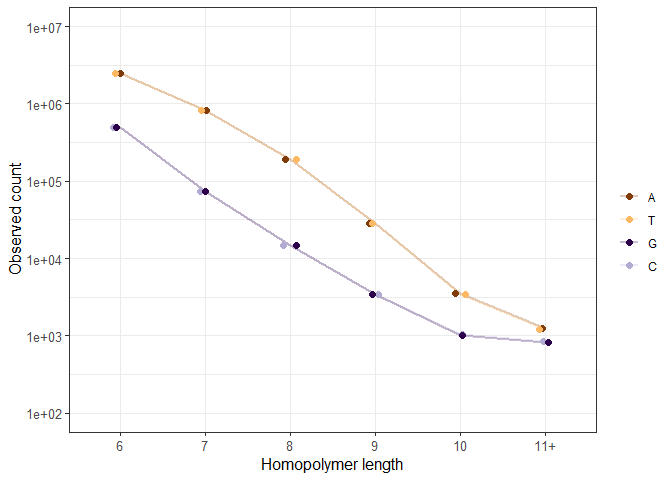 1e+07
1e+06
1e+05
1e+04
1e+03
1e+02
Observed count
6 7 8 9 10 11+
Homopolymer length
A
T
G
C